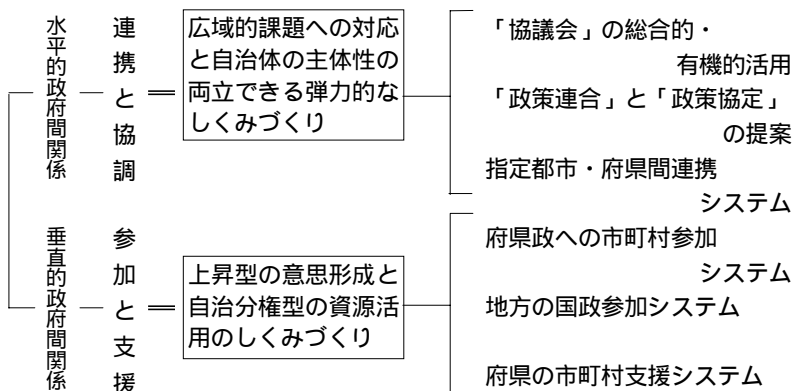 水平的政府間関係
連携と協調
広域的課題への対応
と自治体の主体性の
両立できる弾力的な
しくみづくり
「協議会」の総合的・
有機的活用
「政策連合」と「政策協定」
の提案
指定都市・府県間連携
システム
垂直的政府間関係
参加と支援
上昇型の意思形成と
自治分権型の資源活
用のしくみづくり
府県政への市町村参加
システム
地方の国政参加システム
府県の市町村支援システム